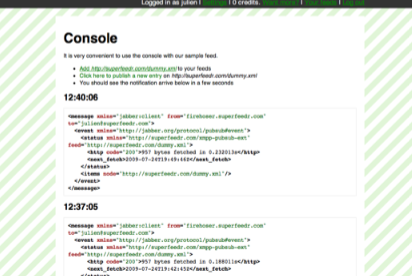 Logged in as julien | Settings | 0 credits. Want more? | Your feeds | Log out
Console
It is very convenient to use the console with our sample feed.
Add http://superfeedr.com/dummy.xml to your feeds
Click here to publish a new entry on http://superfeedr.com/dummy.xml
You should see the notification arrive below in a few seconds
12:40:06
<message xmlns="jabber:client" from="firehoser.superfeedr.com"
to="julien@superfeedr.com">
<event xmlns="http://jabber.org/protocol/pubsub#event">
<status xmlns="http://superfeedr.com/xmpp-pubsub-ext"
feed="http://superfeedr.com/dummy.xml">
<http code="200">957 bytes fetched in 0.232013s</http>
<next_fetch>2009-07-24T19:49:46Z</next_fetch>
</status>
<items node="http://superfeedr.com/dummy.xml"/>
</event>
</message>
12:37:05
<message xmlns="jabber:client" from="firehoser.superfeedr.com"
to="julien@superfeedr.com">
<event xmlns="http://jabber.org/protocol/pubsub#event">
<status xmlns="http://superfeedr.com/xmpp-pubsub-ext"
feed="http://superfeedr.com/dummy.xml">
<http code="200">957 bytes fetched in 0.188011s</http>
<next_fetch>2009-07-24T19:42:45Z</next_fetch>